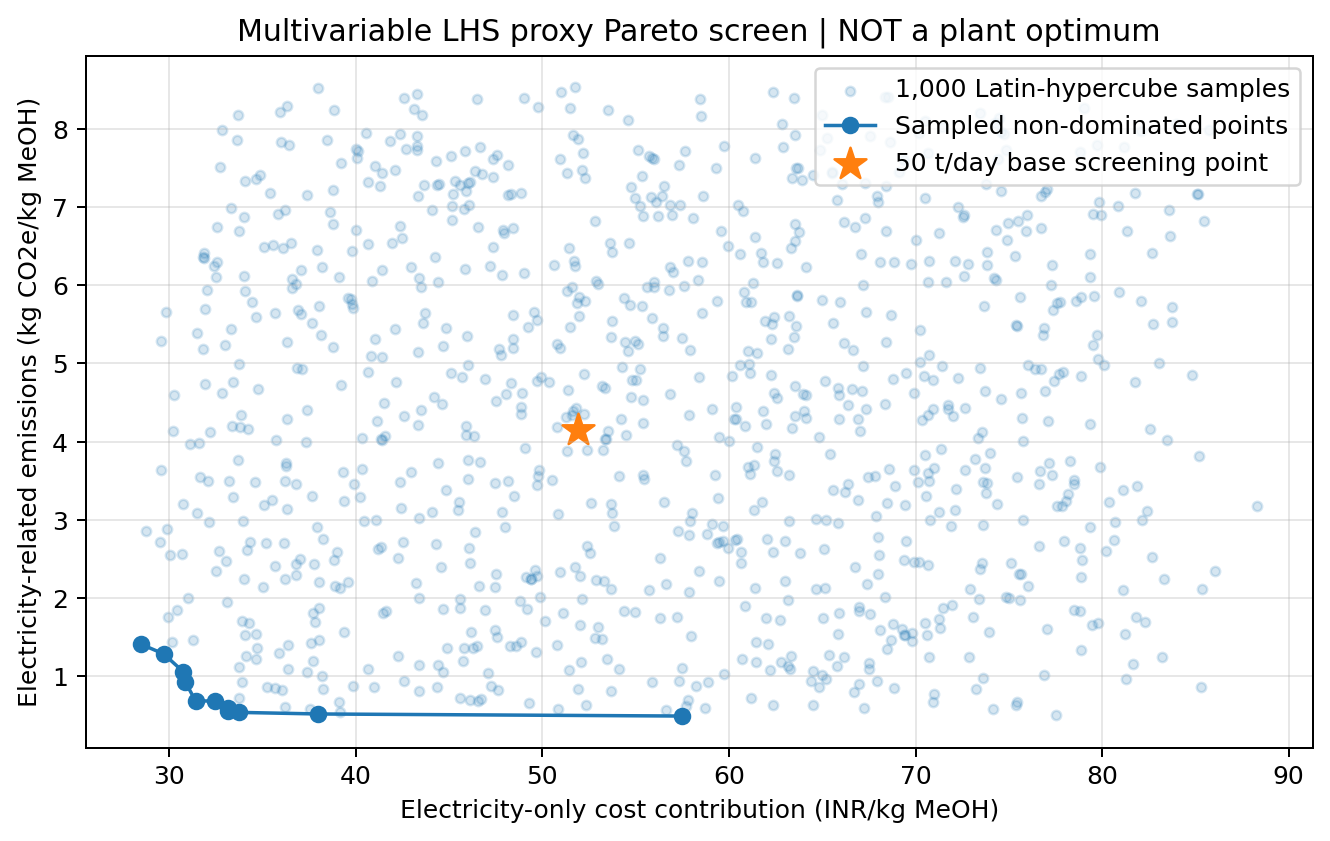 Multivariable LHS proxy Pareto screen | NOT a plant optimum
1,000 Latin-hypercube samples
Sampled non-dominated points
50 t/day base screening point
Electricity-related emissions (kg CO2e/kg MeOH)
8
7
6
5
4
3
2
1
30 40 50 60 70 80 90
Electricity-only cost contribution (INR/kg MeOH)